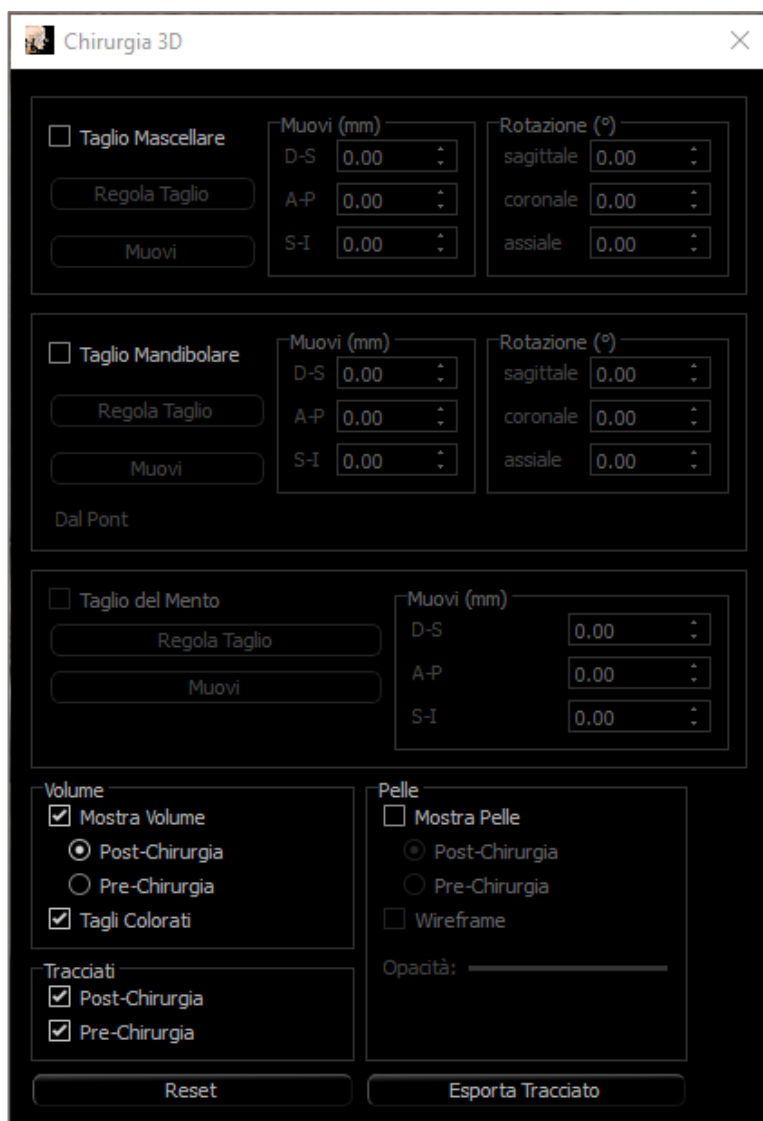 Chirurgia 3D
Taglio Mascellare
Regola Taglio
Muovi
Muovi (mm)
D-S 0.00
A-P 0.00
S-I 0.00
Rotazione (°)
sagittale 0.00
coronale 0.00
assiale 0.00
Taglio Mandibolare
Regola Taglio
Muovi
Dal Pont
Muovi (mm)
D-S 0.00
A-P 0.00
S-I 0.00
Rotazione (°)
sagittale 0.00
coronale 0.00
assiale 0.00
Taglio del Mento
Regola Taglio
Muovi
Muovi (mm)
D-S 0.00
A-P 0.00
S-I 0.00
Volume
Mostra Volume
Post-Chirurgia
Pre-Chirurgia
Tagli Colorati
Tracciati
Post-Chirurgia
Pre-Chirurgia
Pelle
Mostra Pelle
Post-Chirurgia
Pre-Chirurgia
Wireframe
Opacità:
Reset
Esporta Tracciato